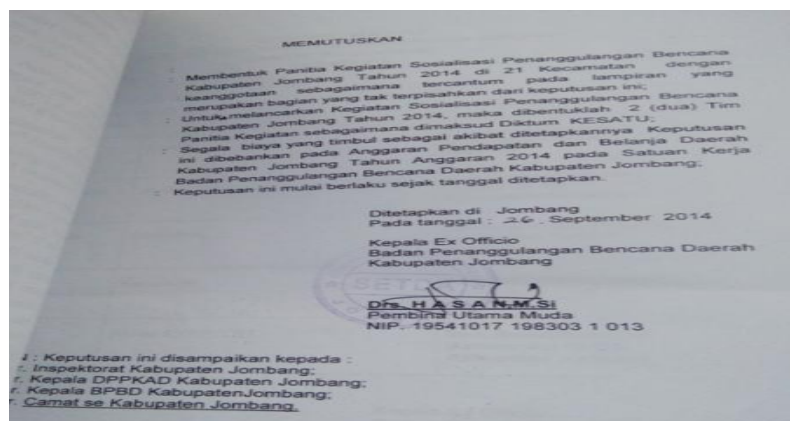 MEMUTUSKAN
: Membentuk Panitia Kegiatan Sosialisasi Penanggulangan Bencana
Kabupaten Jombang Tahun 2014 di 21 Kecamatan dengan
keanggotaan sebagaimana tercantum pada lampiran yang
merupakan bagian yang tak terpisahkan dari keputusan ini;
: Untuk melancarkan Kegiatan Sosialisasi Penanggulangan Bencana
Kabupaten Jombang Tahun 2014, maka dibentuklah 2 (dua) Tim
Panitia Kegiatan sebagaimana dimaksud Diktum KESATU;
: Segala biaya yang timbul sebagai akibat ditetapkannya Keputusan
ini dibebankan pada Anggaran Pendapatan dan Belanja Daerah
Kabupaten Jombang Tahun Anggaran 2014 pada Satuan Kerja
Badan Penanggulangan Bencana Daerah Kabupaten Jombang;
: Keputusan ini mulai berlaku sejak tanggal ditetapkan.
Ditetapkan di Jombang
Pada tanggal : 26 September 2014
Kepala Ex Officio
Badan Penanggulangan Bencana Daerah
Kabupaten Jombang
Drs. H A S A N,M.Si
Pembina Utama Muda
NIP. 19541017 198303 1 013
: Keputusan ini disampaikan kepada :
r. Inspektorat Kabupaten Jombang;
r. Kepala DPPKAD Kabupaten Jombang;
r. Kepala BPBD KabupatenJombang;
r. Camat se Kabupaten Jombang.